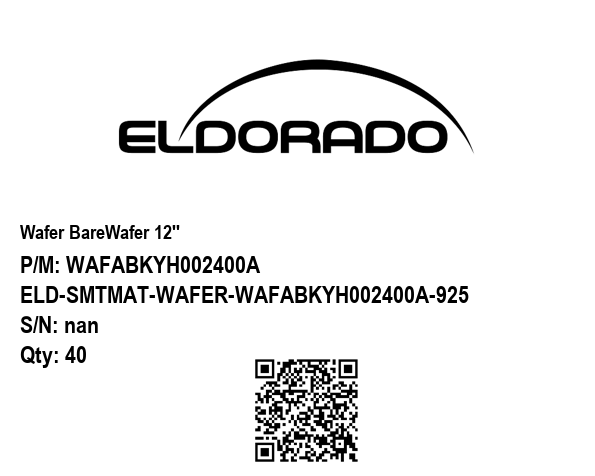 ELDORADO
Wafer BareWafer 12"
P/M: WAFABKYH002400A
ELD-SMTMAT-WAFER-WAFABKYH002400A-925
S/N: nan
Qty: 40